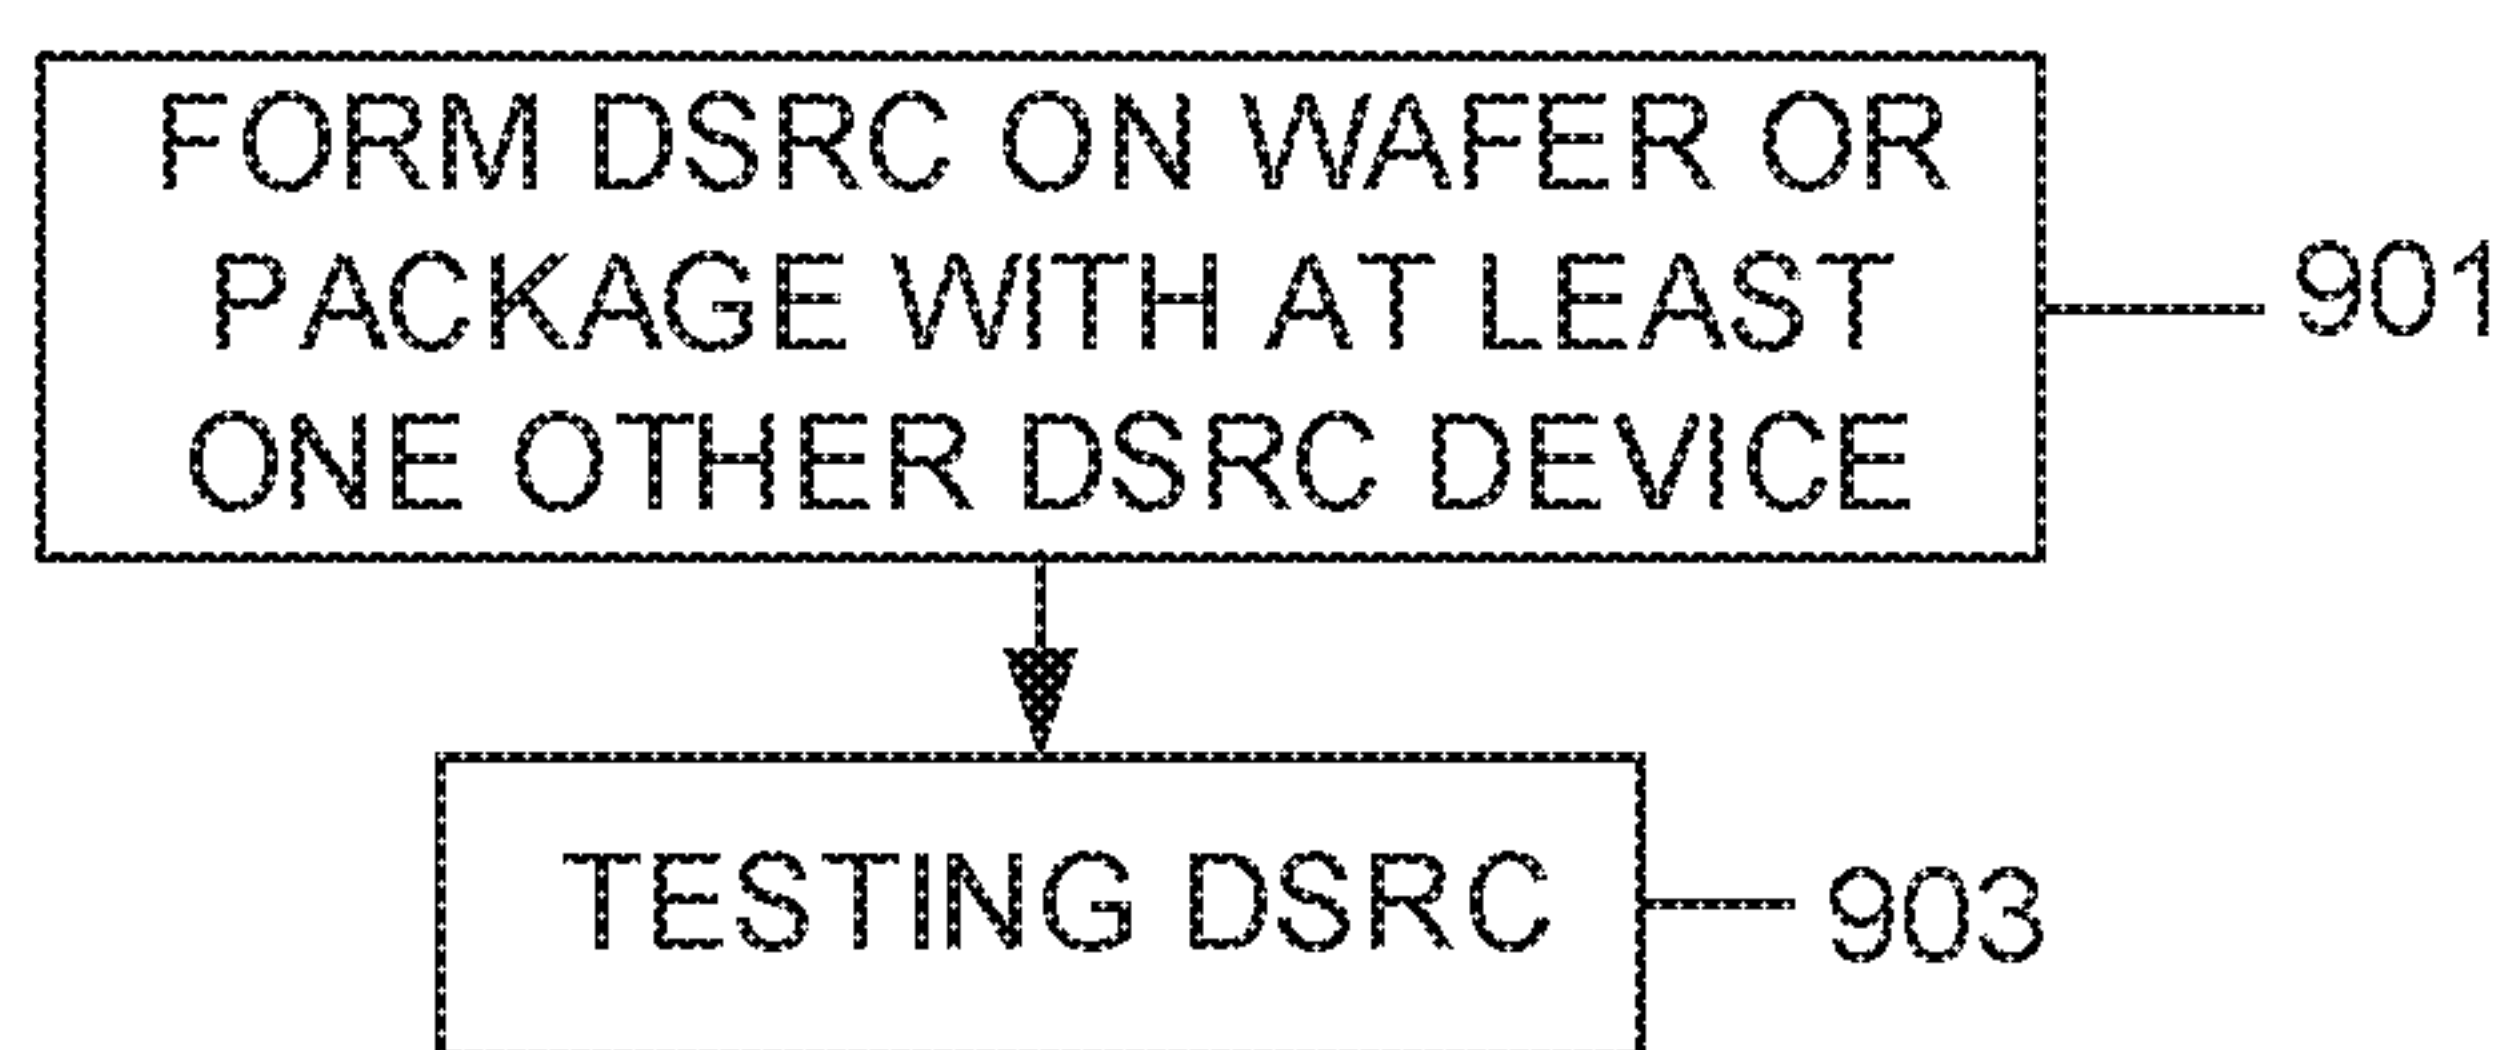 FORM DSRC ON WAFER OR
PACKAGE WITH AT LEAST
ONE OTHER DSRC DEVICE
901
TESTING DSRC
903